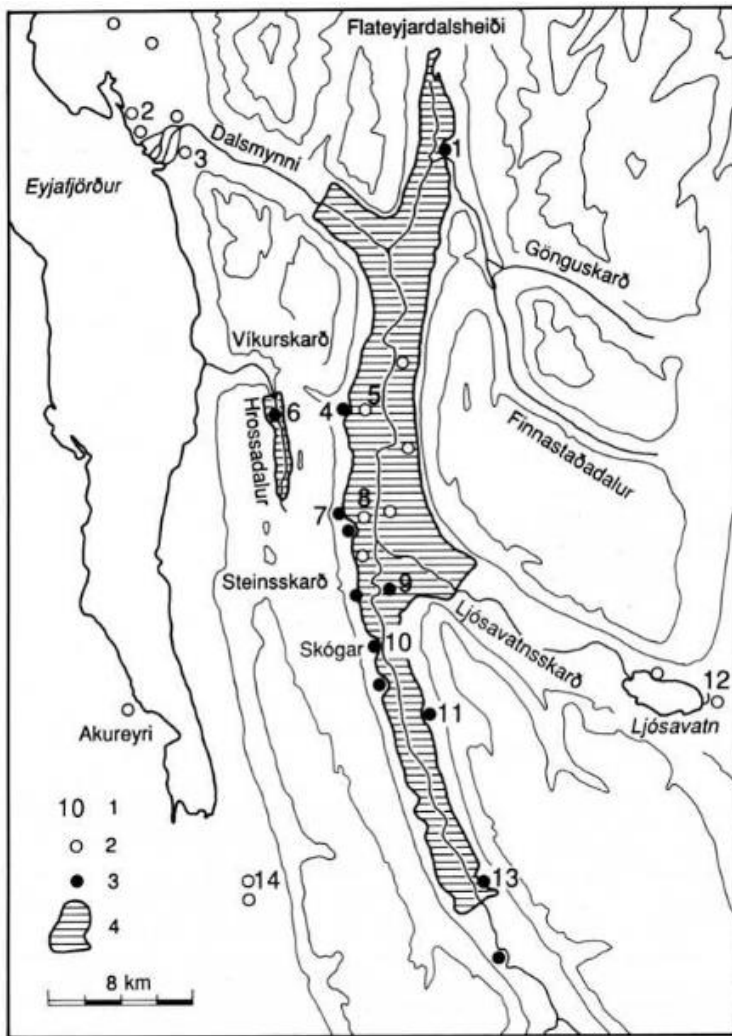 Flateyjardalsheiði
2
1
Dalsmynni
3
Eyjafjörður
Gönguskarð
Víkurskarð
5
6
4
Hrossadalur
Finnastaðadalur
8
7
9
Steinsskarð
Ljósavatnsskarð
Skógar
10
12
11
Akureyri
Ljósavatn
10 1
2
14
3
13
4
8 km